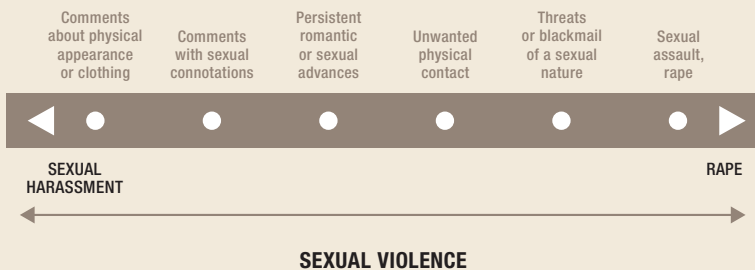 Comments
about physical
appearance
or clothing
Comments
with sexual
connotations
Persistent
romantic
or sexual
advances
Unwanted
physical
contact
Threats
or blackmail
of a sexual
nature
Sexual
assault,
rape
SEXUAL
HARASSMENT
RAPE
SEXUAL VIOLENCE